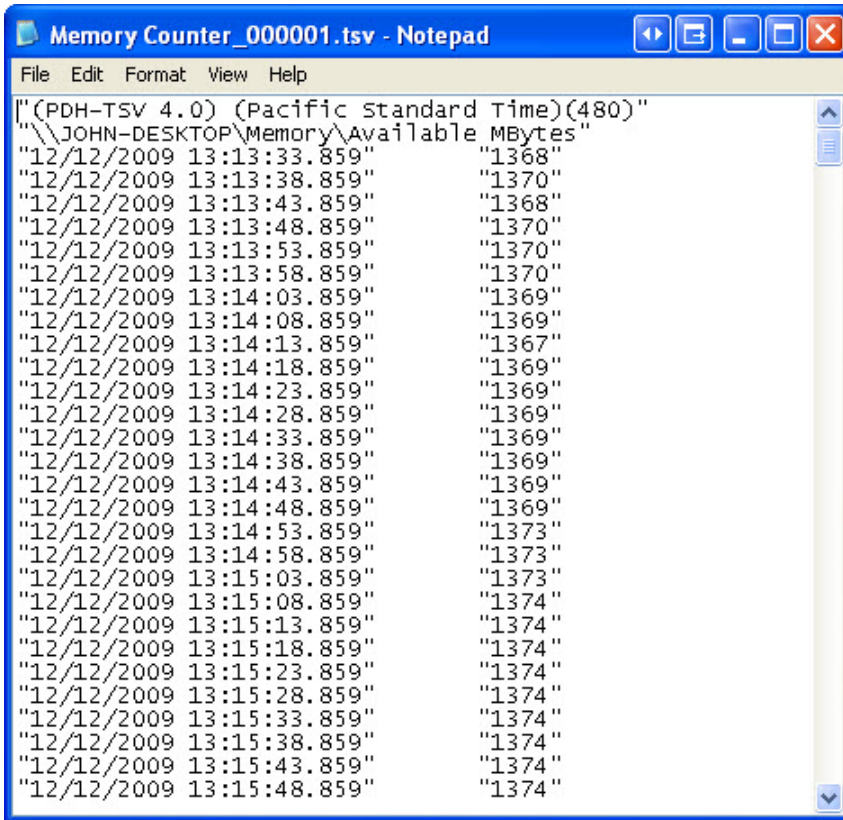 Memory Counter_000001.tsv - Notepad
File Edit Format View Help
"(PDH-TSV 4.0) (Pacific Standard Time)(480)"
"\\JOHN-DESKTOP\Memory\Available MBytes"
"12/12/2009 13:13:33.859" "1368"
"12/12/2009 13:13:38.859" "1370"
"12/12/2009 13:13:43.859" "1368"
"12/12/2009 13:13:48.859" "1370"
"12/12/2009 13:13:53.859" "1370"
"12/12/2009 13:13:58.859" "1370"
"12/12/2009 13:14:03.859" "1369"
"12/12/2009 13:14:08.859" "1369"
"12/12/2009 13:14:13.859" "1367"
"12/12/2009 13:14:18.859" "1369"
"12/12/2009 13:14:23.859" "1369"
"12/12/2009 13:14:28.859" "1369"
"12/12/2009 13:14:33.859" "1369"
"12/12/2009 13:14:38.859" "1369"
"12/12/2009 13:14:43.859" "1369"
"12/12/2009 13:14:48.859" "1369"
"12/12/2009 13:14:53.859" "1373"
"12/12/2009 13:14:58.859" "1373"
"12/12/2009 13:15:03.859" "1373"
"12/12/2009 13:15:08.859" "1374"
"12/12/2009 13:15:13.859" "1374"
"12/12/2009 13:15:18.859" "1374"
"12/12/2009 13:15:23.859" "1374"
"12/12/2009 13:15:28.859" "1374"
"12/12/2009 13:15:33.859" "1374"
"12/12/2009 13:15:38.859" "1374"
"12/12/2009 13:15:43.859" "1374"
"12/12/2009 13:15:48.859" "1374"